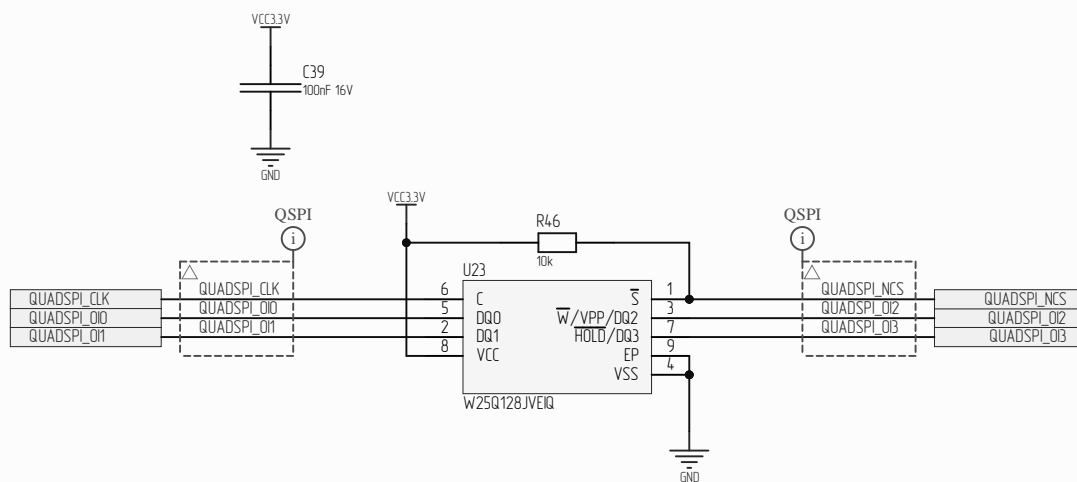 VCC3.3V
C39
100nF 16V
GND
VCC3.3V
QSPI
i
R46
10k
QSPI
i
U23
QUADSPI_CLK
QUADSPI_CLK
6
C
S
1
QUADSPI_NCS
QUADSPI_NCS
QUADSPI_OI0
QUADSPI_OI0
5
DQ0
W/VPP/DQ2
3
QUADSPI_OI2
QUADSPI_OI2
QUADSPI_OI1
QUADSPI_OI1
2
DQ1
HOLD/DQ3
7
QUADSPI_OI3
QUADSPI_OI3
8
VCC
EP
9
VSS
4
W25Q128JVEIQ
GND